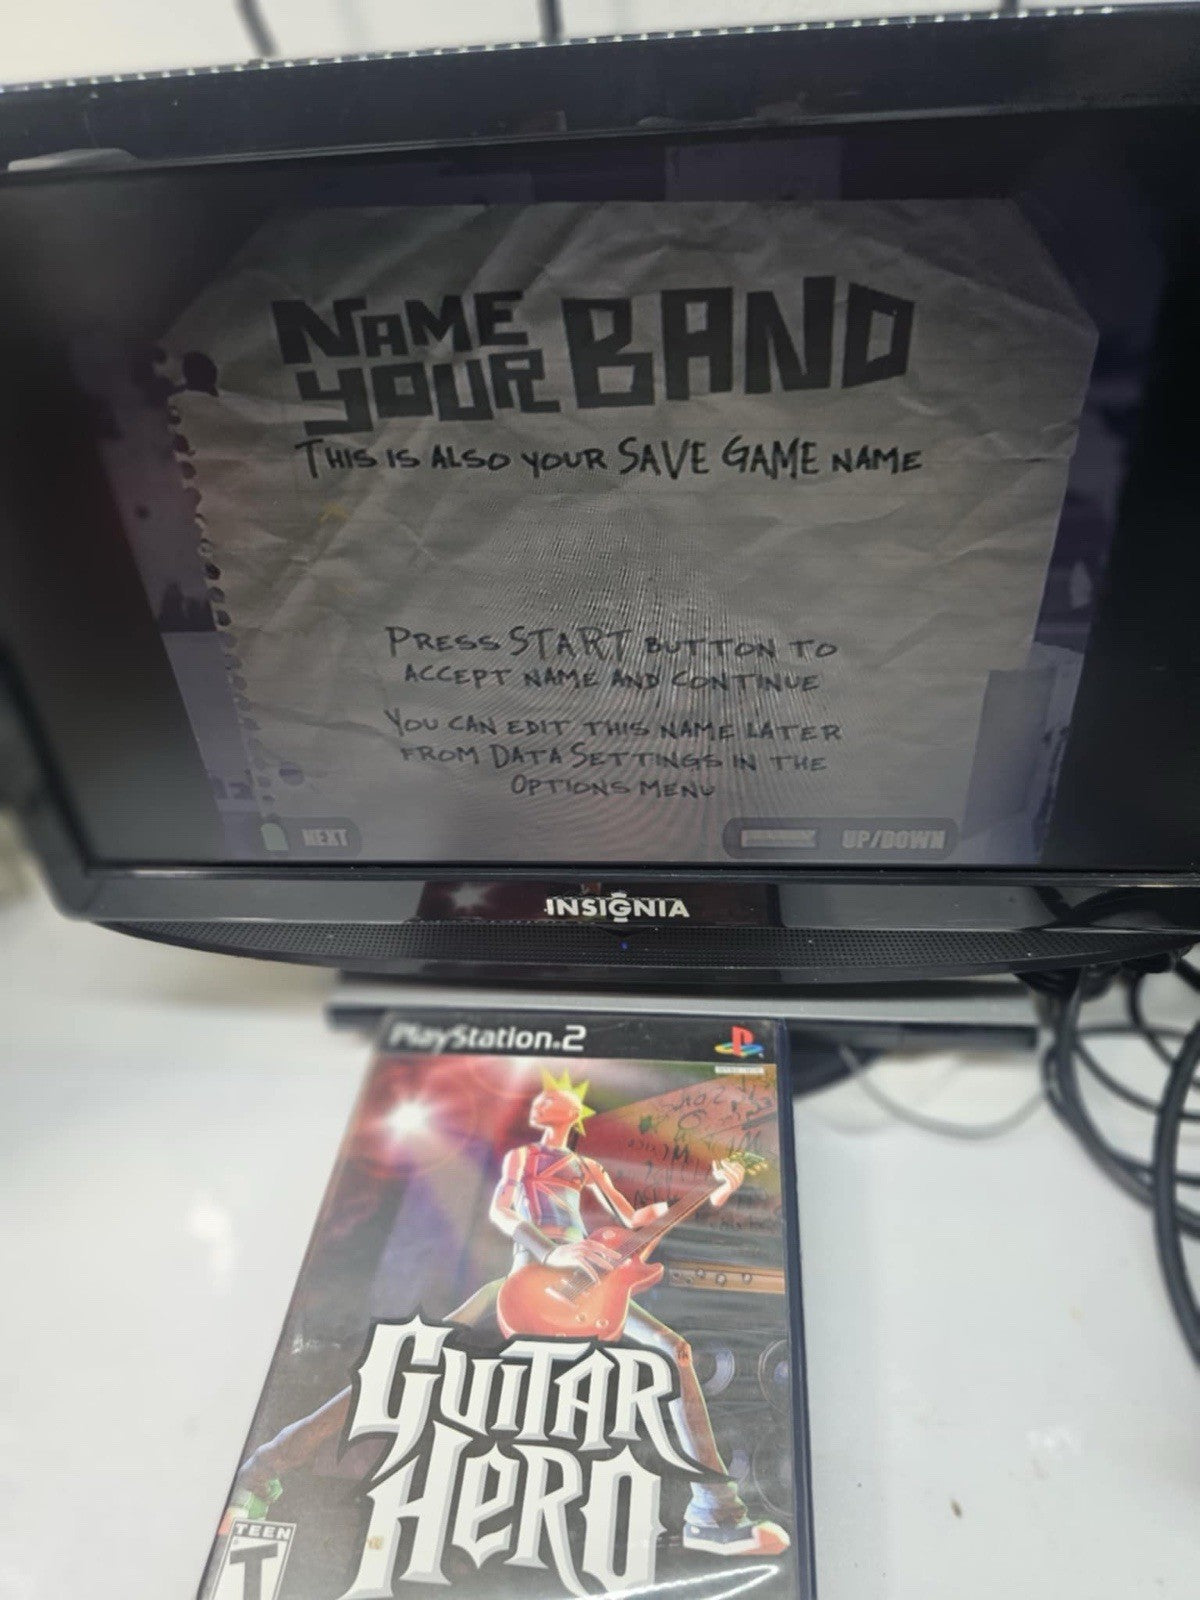 NAME
YOUR BAND
THIS IS ALSO YOUR SAVE GAME NAME
PRESS START BUTTON TO
ACCEPT NAME AND CONTINUE
YOU CAN EDIT THIS NAME LATER
FROM DATA SETTINGS IN THE
OPTIONS MENU
NEXT
UP/DOWN
INSIGNIA
PlayStation.2
GUITAR
HERO
TEEN
T